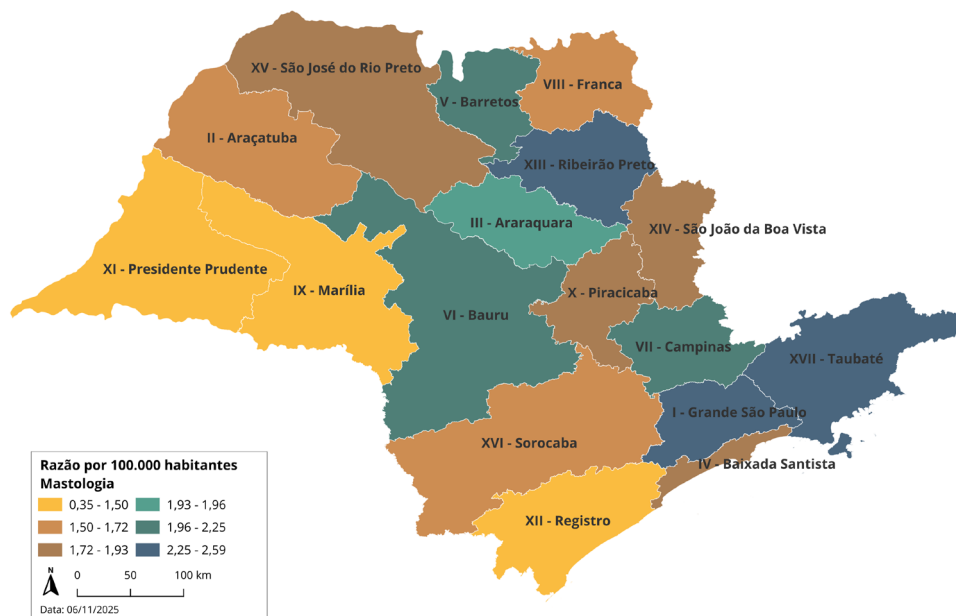 XV - São José do Rio Preto
VIII - Franca
V - Barretos
II - Araçatuba
XIII - Ribeirão Preto
III - Araraquara
XIV - São João da Boa Vista
XI - Presidente Prudente
IX - Marília
X - Piracicaba
VI - Bauru
VII - Campinas
XVII - Taubaté
I - Grande São Paulo
XVI - Sorocaba
IV - Baixada Santista
XII - Registro
Razão por 100.000 habitantes
Mastologia
0,35 - 1,50
1,93 - 1,96
1,50 - 1,72
1,96 - 2,25
1,72 - 1,93
2,25 - 2,59
N
0 50 100 km
Data: 06/11/2025